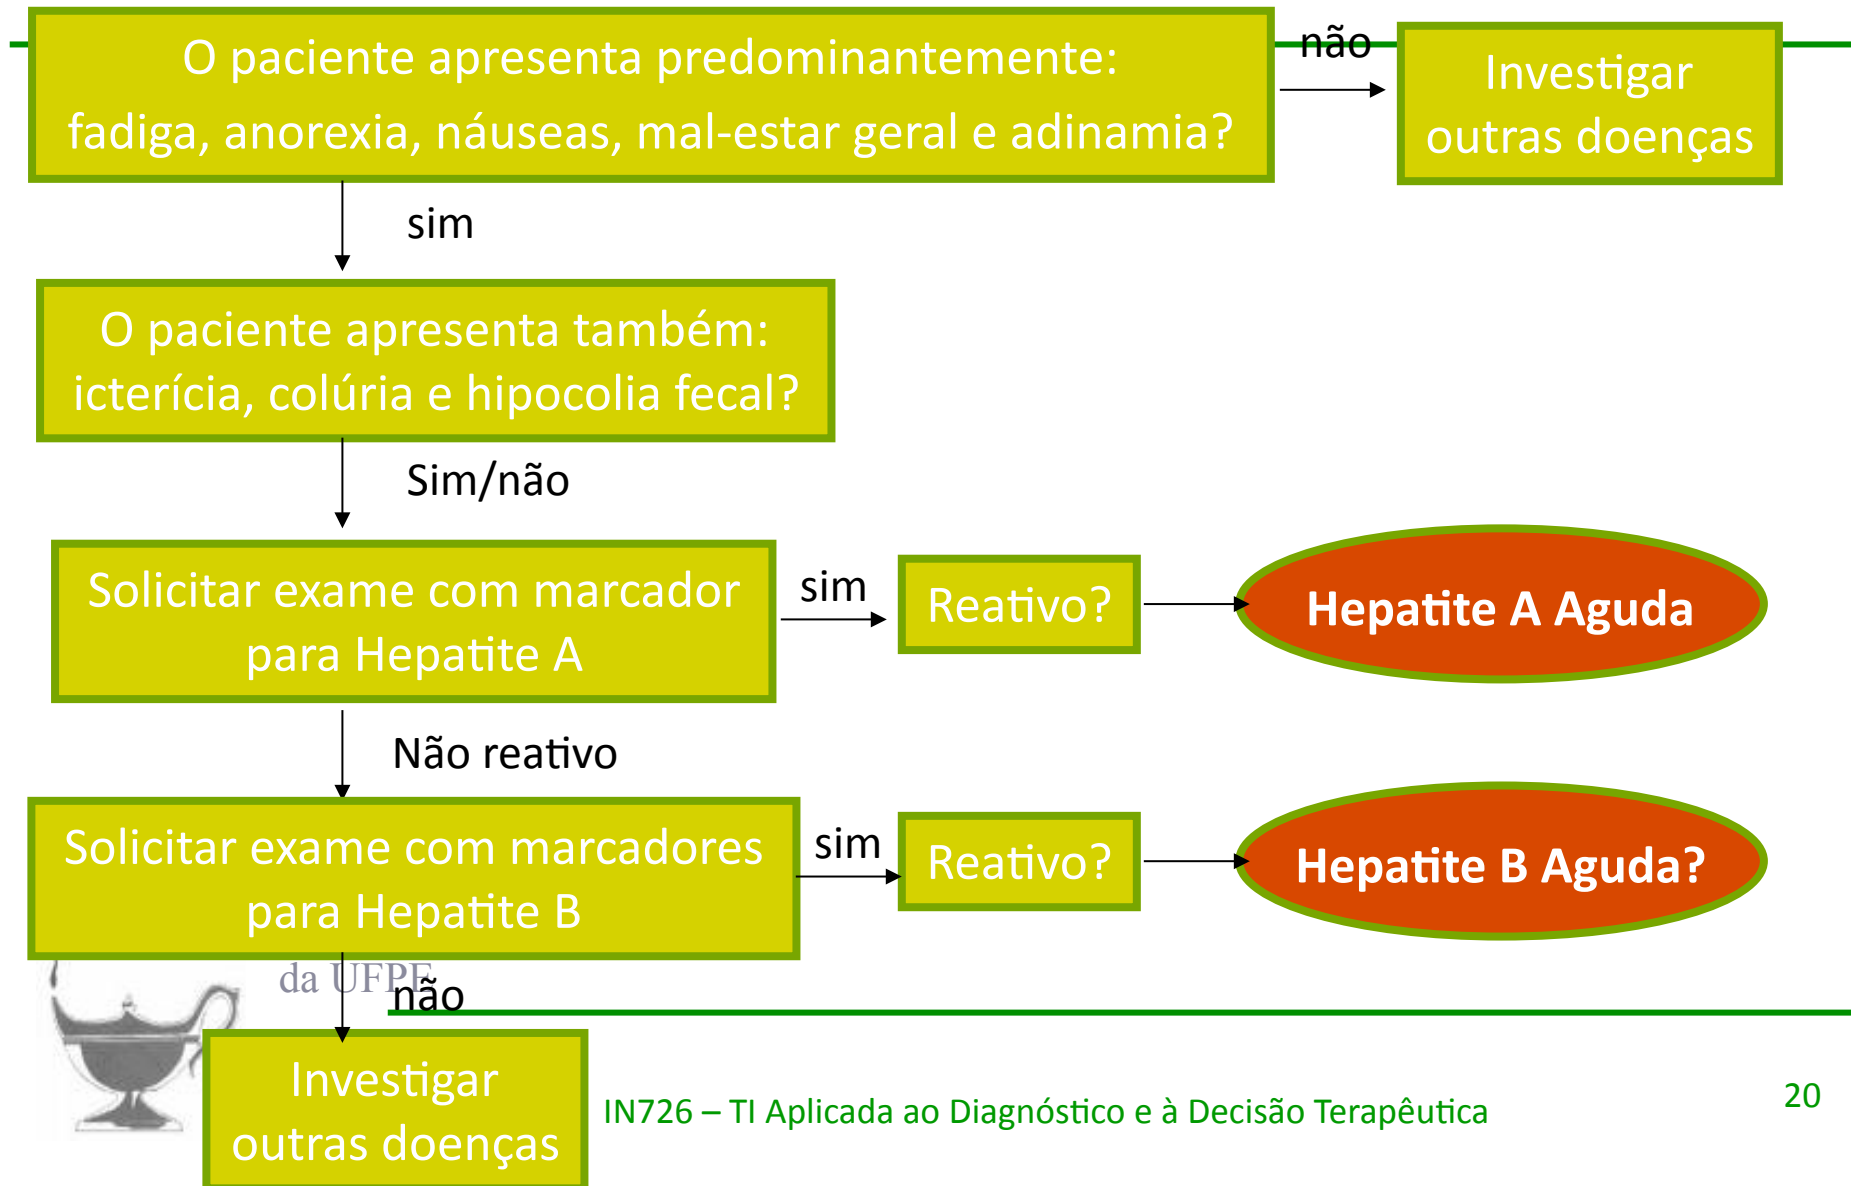 O paciente apresenta predominantemente:
fadiga, anorexia, náuseas, mal-estar geral e adinamia?
não
Investigar
outras doenças
sim
O paciente apresenta também:
icterícia, colúria e hipocolia fecal?
Sim/não
Solicitar exame com marcador
para Hepatite A
sim
Reativo?
Hepatite A Aguda
Não reativo
Solicitar exame com marcadores
para Hepatite B
sim
Reativo?
Hepatite B Aguda?
da UFPE
não
Investigar
outras doenças
IN726 – TI Aplicada ao Diagnóstico e à Decisão Terapêutica
20